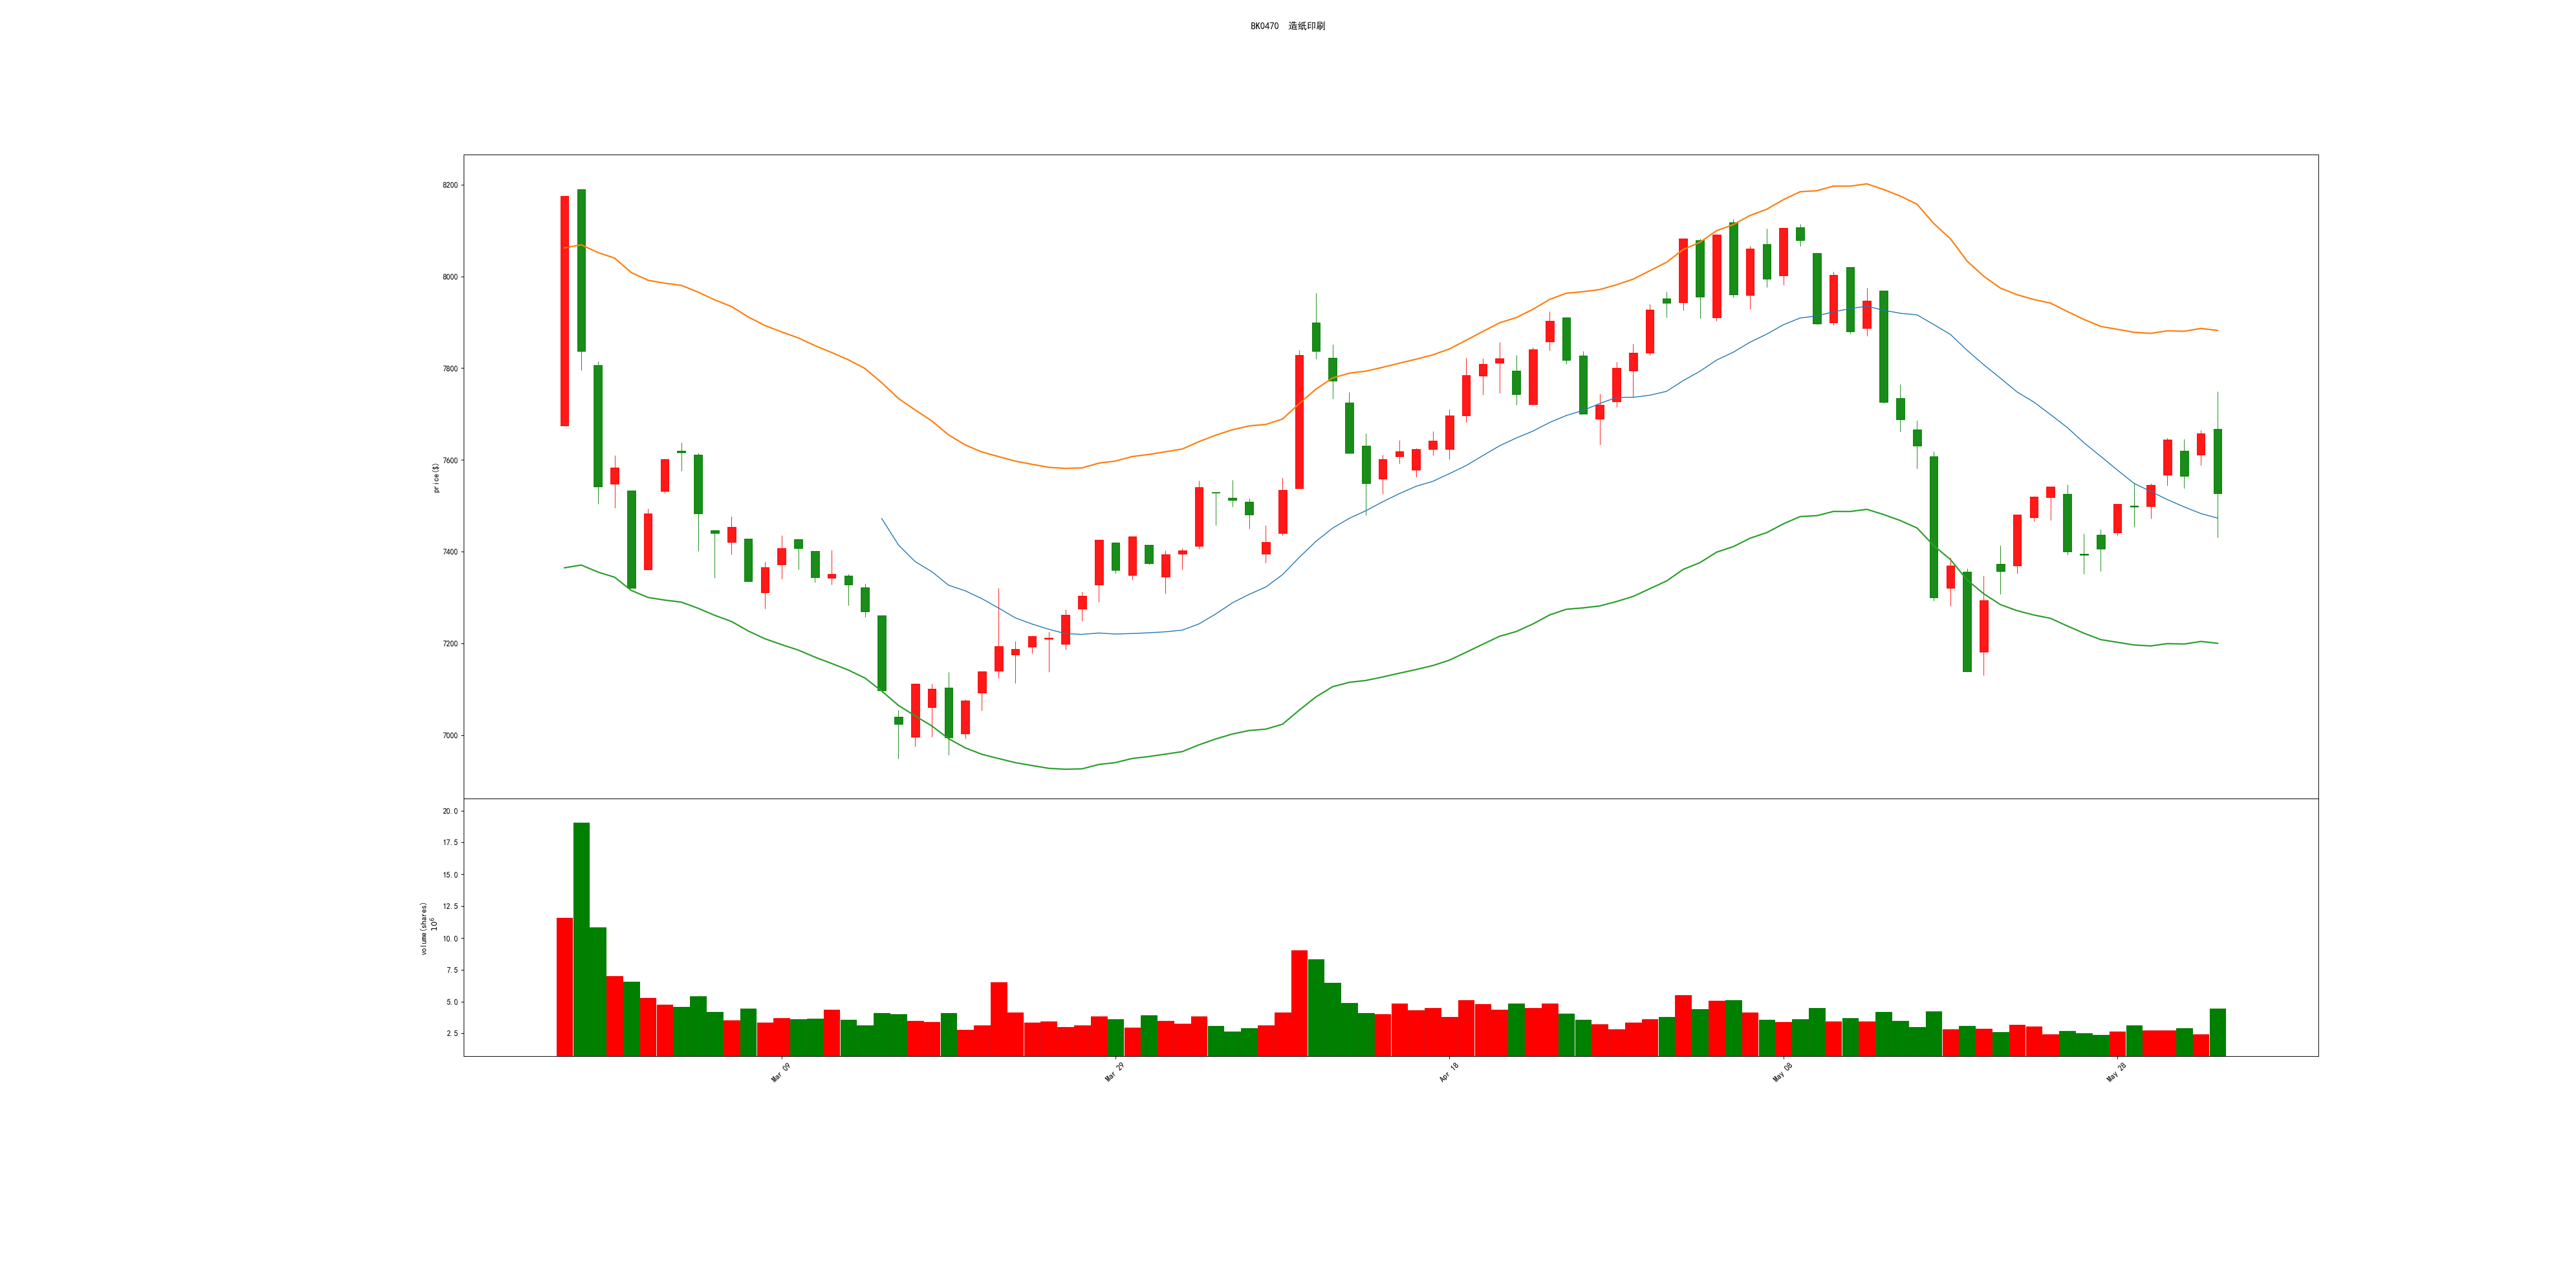 BK0470 造纸印刷
8200
8000
7800
7600
7400
7200
7000
price($)
20.0
17.5
15.0
12.5
10.0
7.5
5.0
2.5
volume(shares)
10^6
Mar 09
Mar 29
Apr 18
May 08
May 28